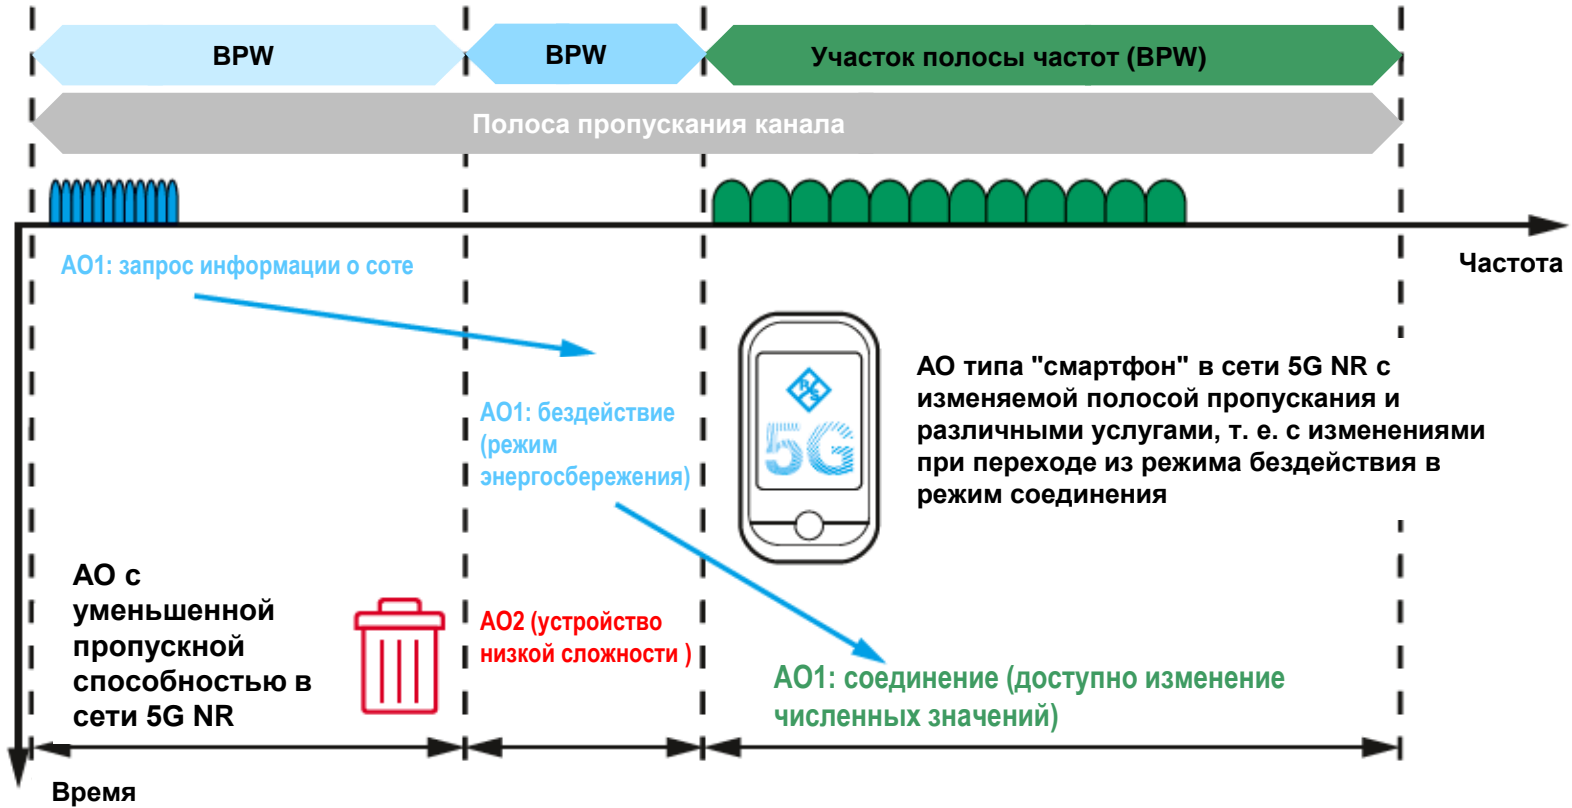 BPW
BPW
Участок полосы частот (BPW)
Полоса пропускания канала
Частота
АО1: запрос информации о соте
АО1: бездействие
(режим
энергосбережения)
R&S
5G
АО типа "смартфон" в сети 5G NR с
изменяемой полосой пропускания и
различными услугами, т. е. с изменениями
при переходе из режима бездействия в
режим соединения
АО с
уменьшенной
пропускной
способностью в
сети 5G NR
АО2 (устройство
низкой сложности )
АО1: соединение (доступно изменение
численных значений)
Время